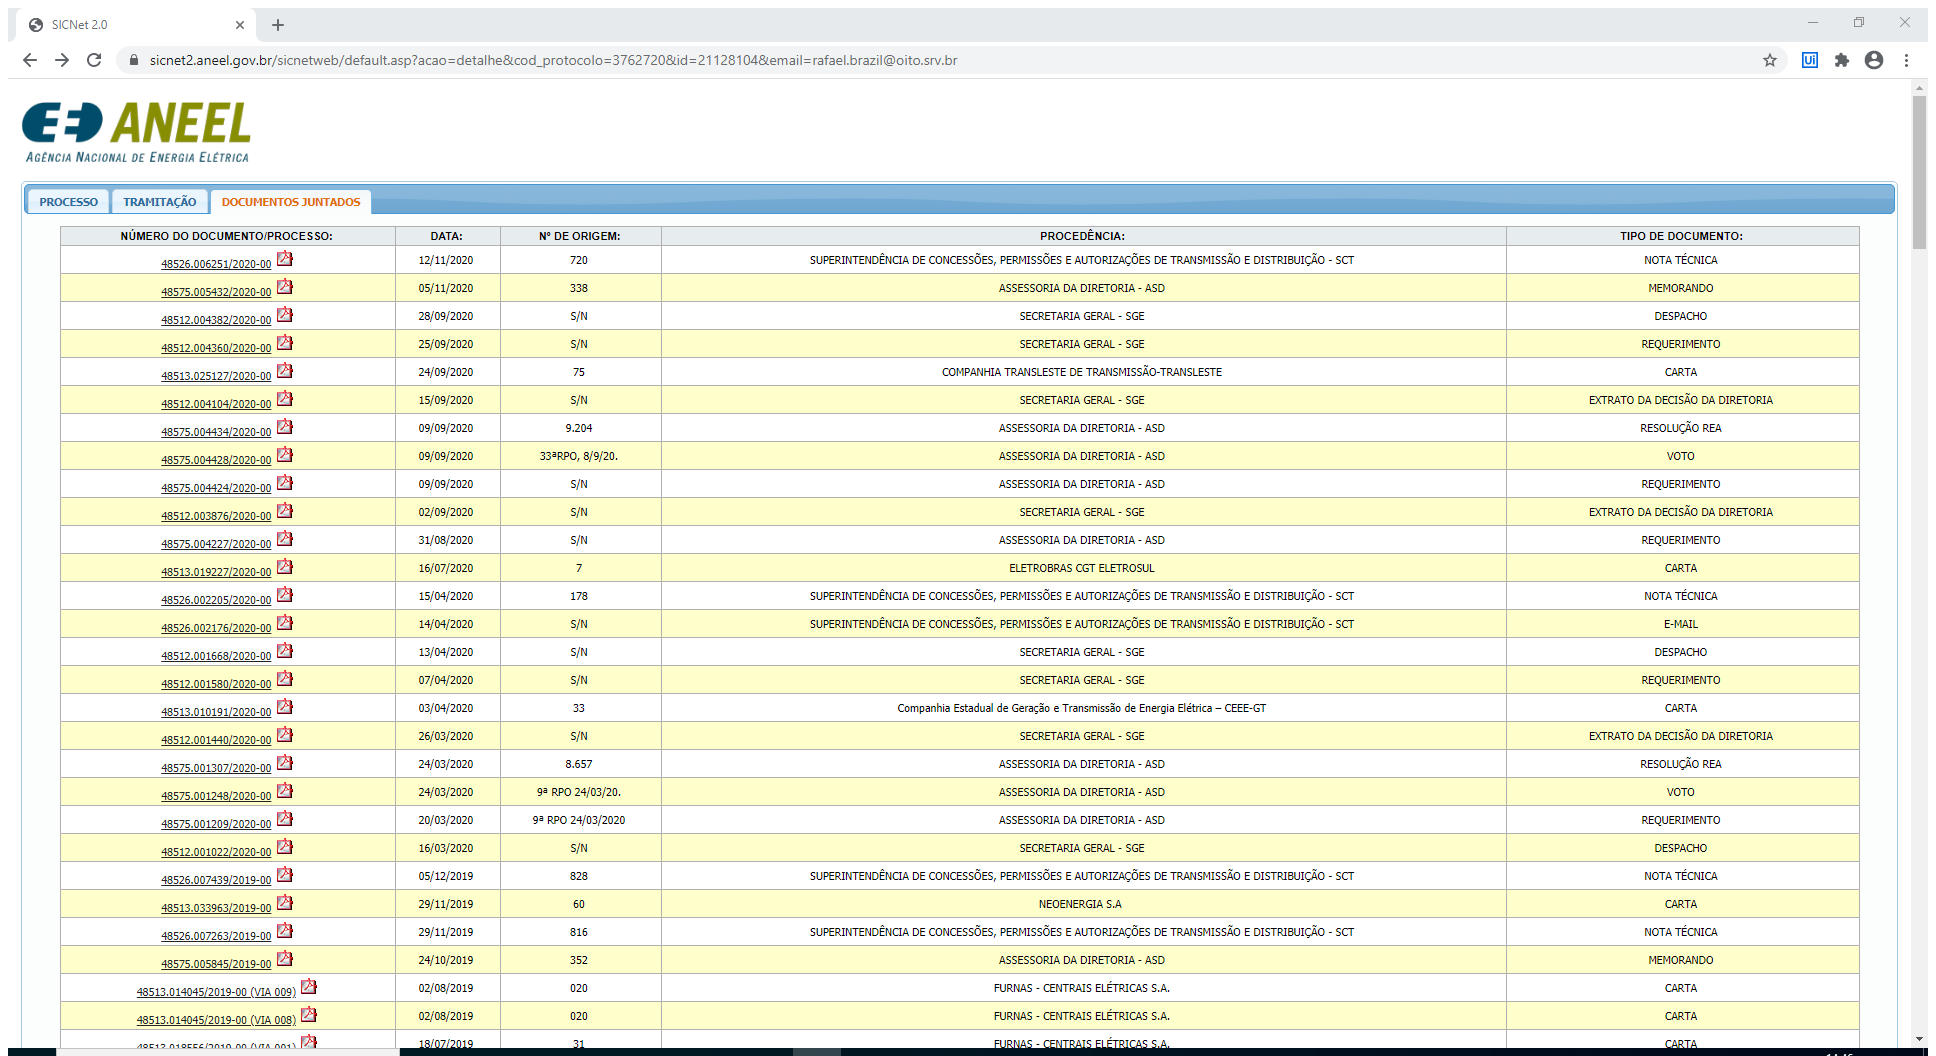 SICNet 2.0
sicnet2.aneel.gov.br/sicnetweb/default.asp?acao=detalhe&cod_protocolo=3762720&id=21128104&email=rafael.brazil@oito.srv.br
Ui
ANEEL
AGÊNCIA NACIONAL DE ENERGIA ELÉTRICA
PROCESSO TRAMITAÇÃO DOCUMENTOS JUNTADOS
NÚMERO DO DOCUMENTO/PROCESSO: DATA: Nº DE ORIGEM: PROCEDÊNCIA: TIPO DE DOCUMENTO:
48526.006251/2020-00 12/11/2020 720 SUPERINTENDÊNCIA DE CONCESSÕES, PERMISSÕES E AUTORIZAÇÕES DE TRANSMISSÃO E DISTRIBUIÇÃO - SCT NOTA TÉCNICA
48575.005432/2020-00 05/11/2020 338 ASSESSORIA DA DIRETORIA - ASD MEMORANDO
48512.004382/2020-00 28/09/2020 S/N SECRETARIA GERAL - SGE DESPACHO
48512.004360/2020-00 25/09/2020 S/N SECRETARIA GERAL - SGE REQUERIMENTO
48513.025127/2020-00 24/09/2020 75 COMPANHIA TRANSLESTE DE TRANSMISSÃO-TRANSLESTE CARTA
48512.004104/2020-00 15/09/2020 S/N SECRETARIA GERAL - SGE EXTRATO DA DECISÃO DA DIRETORIA
48575.004434/2020-00 09/09/2020 9.204 ASSESSORIA DA DIRETORIA - ASD RESOLUÇÃO REA
48575.004428/2020-00 09/09/2020 33ªRPO, 8/9/20. ASSESSORIA DA DIRETORIA - ASD VOTO
48575.004424/2020-00 09/09/2020 S/N ASSESSORIA DA DIRETORIA - ASD REQUERIMENTO
48512.003876/2020-00 02/09/2020 S/N SECRETARIA GERAL - SGE EXTRATO DA DECISÃO DA DIRETORIA
48575.004227/2020-00 31/08/2020 S/N ASSESSORIA DA DIRETORIA - ASD REQUERIMENTO
48513.019227/2020-00 16/07/2020 7 ELETROBRAS CGT ELETROSUL CARTA
48526.002205/2020-00 15/04/2020 178 SUPERINTENDÊNCIA DE CONCESSÕES, PERMISSÕES E AUTORIZAÇÕES DE TRANSMISSÃO E DISTRIBUIÇÃO - SCT NOTA TÉCNICA
48526.002176/2020-00 14/04/2020 S/N SUPERINTENDÊNCIA DE CONCESSÕES, PERMISSÕES E AUTORIZAÇÕES DE TRANSMISSÃO E DISTRIBUIÇÃO - SCT E-MAIL
48512.001668/2020-00 13/04/2020 S/N SECRETARIA GERAL - SGE DESPACHO
48512.001580/2020-00 07/04/2020 S/N SECRETARIA GERAL - SGE REQUERIMENTO
48513.010191/2020-00 03/04/2020 33 Companhia Estadual de Geração e Transmissão de Energia Elétrica – CEEE-GT CARTA
48512.001440/2020-00 26/03/2020 S/N SECRETARIA GERAL - SGE EXTRATO DA DECISÃO DA DIRETORIA
48575.001307/2020-00 24/03/2020 8.657 ASSESSORIA DA DIRETORIA - ASD RESOLUÇÃO REA
48575.001248/2020-00 24/03/2020 9ª RPO 24/03/20. ASSESSORIA DA DIRETORIA - ASD VOTO
48575.001209/2020-00 20/03/2020 9ª RPO 24/03/2020 ASSESSORIA DA DIRETORIA - ASD REQUERIMENTO
48512.001022/2020-00 16/03/2020 S/N SECRETARIA GERAL - SGE DESPACHO
48526.007439/2019-00 05/12/2019 828 SUPERINTENDÊNCIA DE CONCESSÕES, PERMISSÕES E AUTORIZAÇÕES DE TRANSMISSÃO E DISTRIBUIÇÃO - SCT NOTA TÉCNICA
48513.033963/2019-00 29/11/2019 60 NEOENERGIA S.A CARTA
48526.007263/2019-00 29/11/2019 816 SUPERINTENDÊNCIA DE CONCESSÕES, PERMISSÕES E AUTORIZAÇÕES DE TRANSMISSÃO E DISTRIBUIÇÃO - SCT NOTA TÉCNICA
48575.005845/2019-00 24/10/2019 352 ASSESSORIA DA DIRETORIA - ASD MEMORANDO
48513.014045/2019-00 (VIA 009) 02/08/2019 020 FURNAS - CENTRAIS ELÉTRICAS S.A. CARTA
48513.014045/2019-00 (VIA 008) 02/08/2019 020 FURNAS - CENTRAIS ELÉTRICAS S.A. CARTA
48513.018556/2019-00 (VIA 001) 18/07/2019 31 FURNAS - CENTRAIS ELÉTRICAS S.A. CARTA